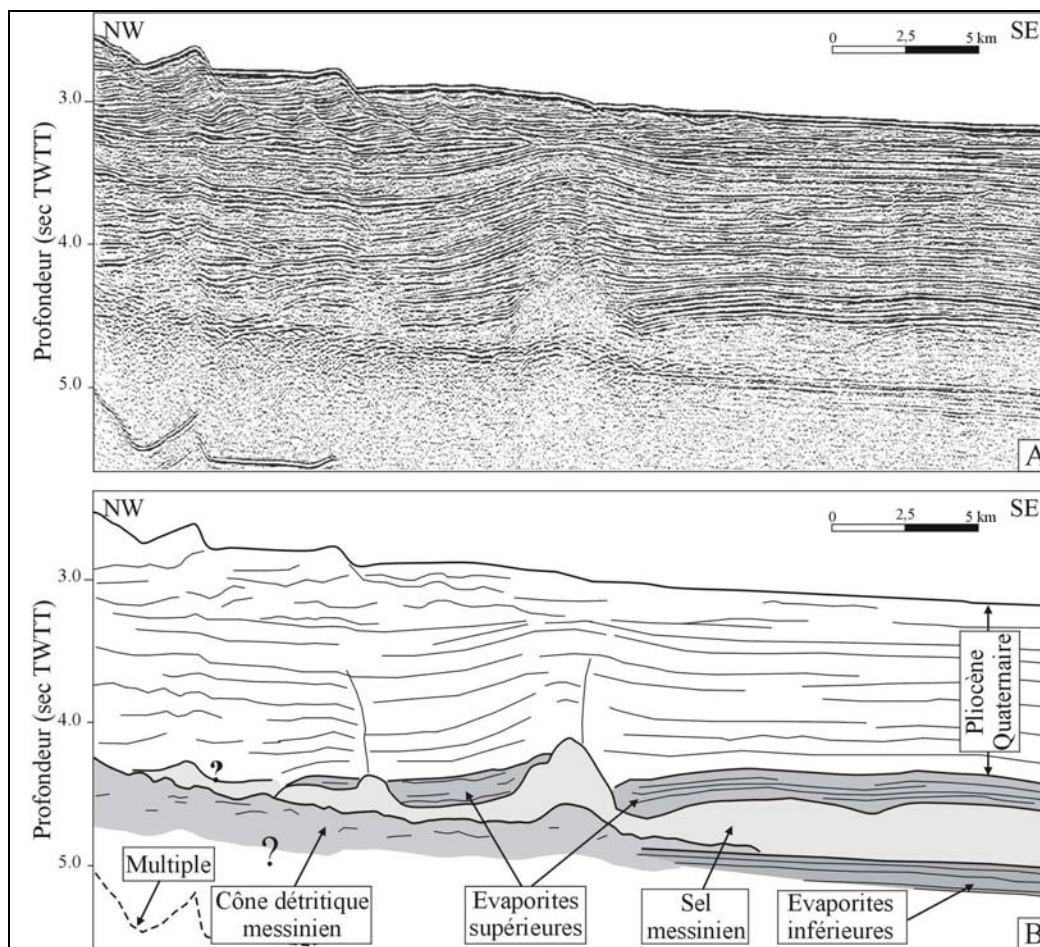 NW
SE
0 2,5 5 km
Profondeur (sec TWTT)
3.0
4.0
5.0
A
NW
SE
0 2,5 5 km
Profondeur (sec TWTT)
3.0
4.0
5.0
Pliocène
Quaternaire
?
?
Multiple
Cône détritique
messinien
Evaporites
supérieures
Sel
messinien
Evaporites
inférieures
B